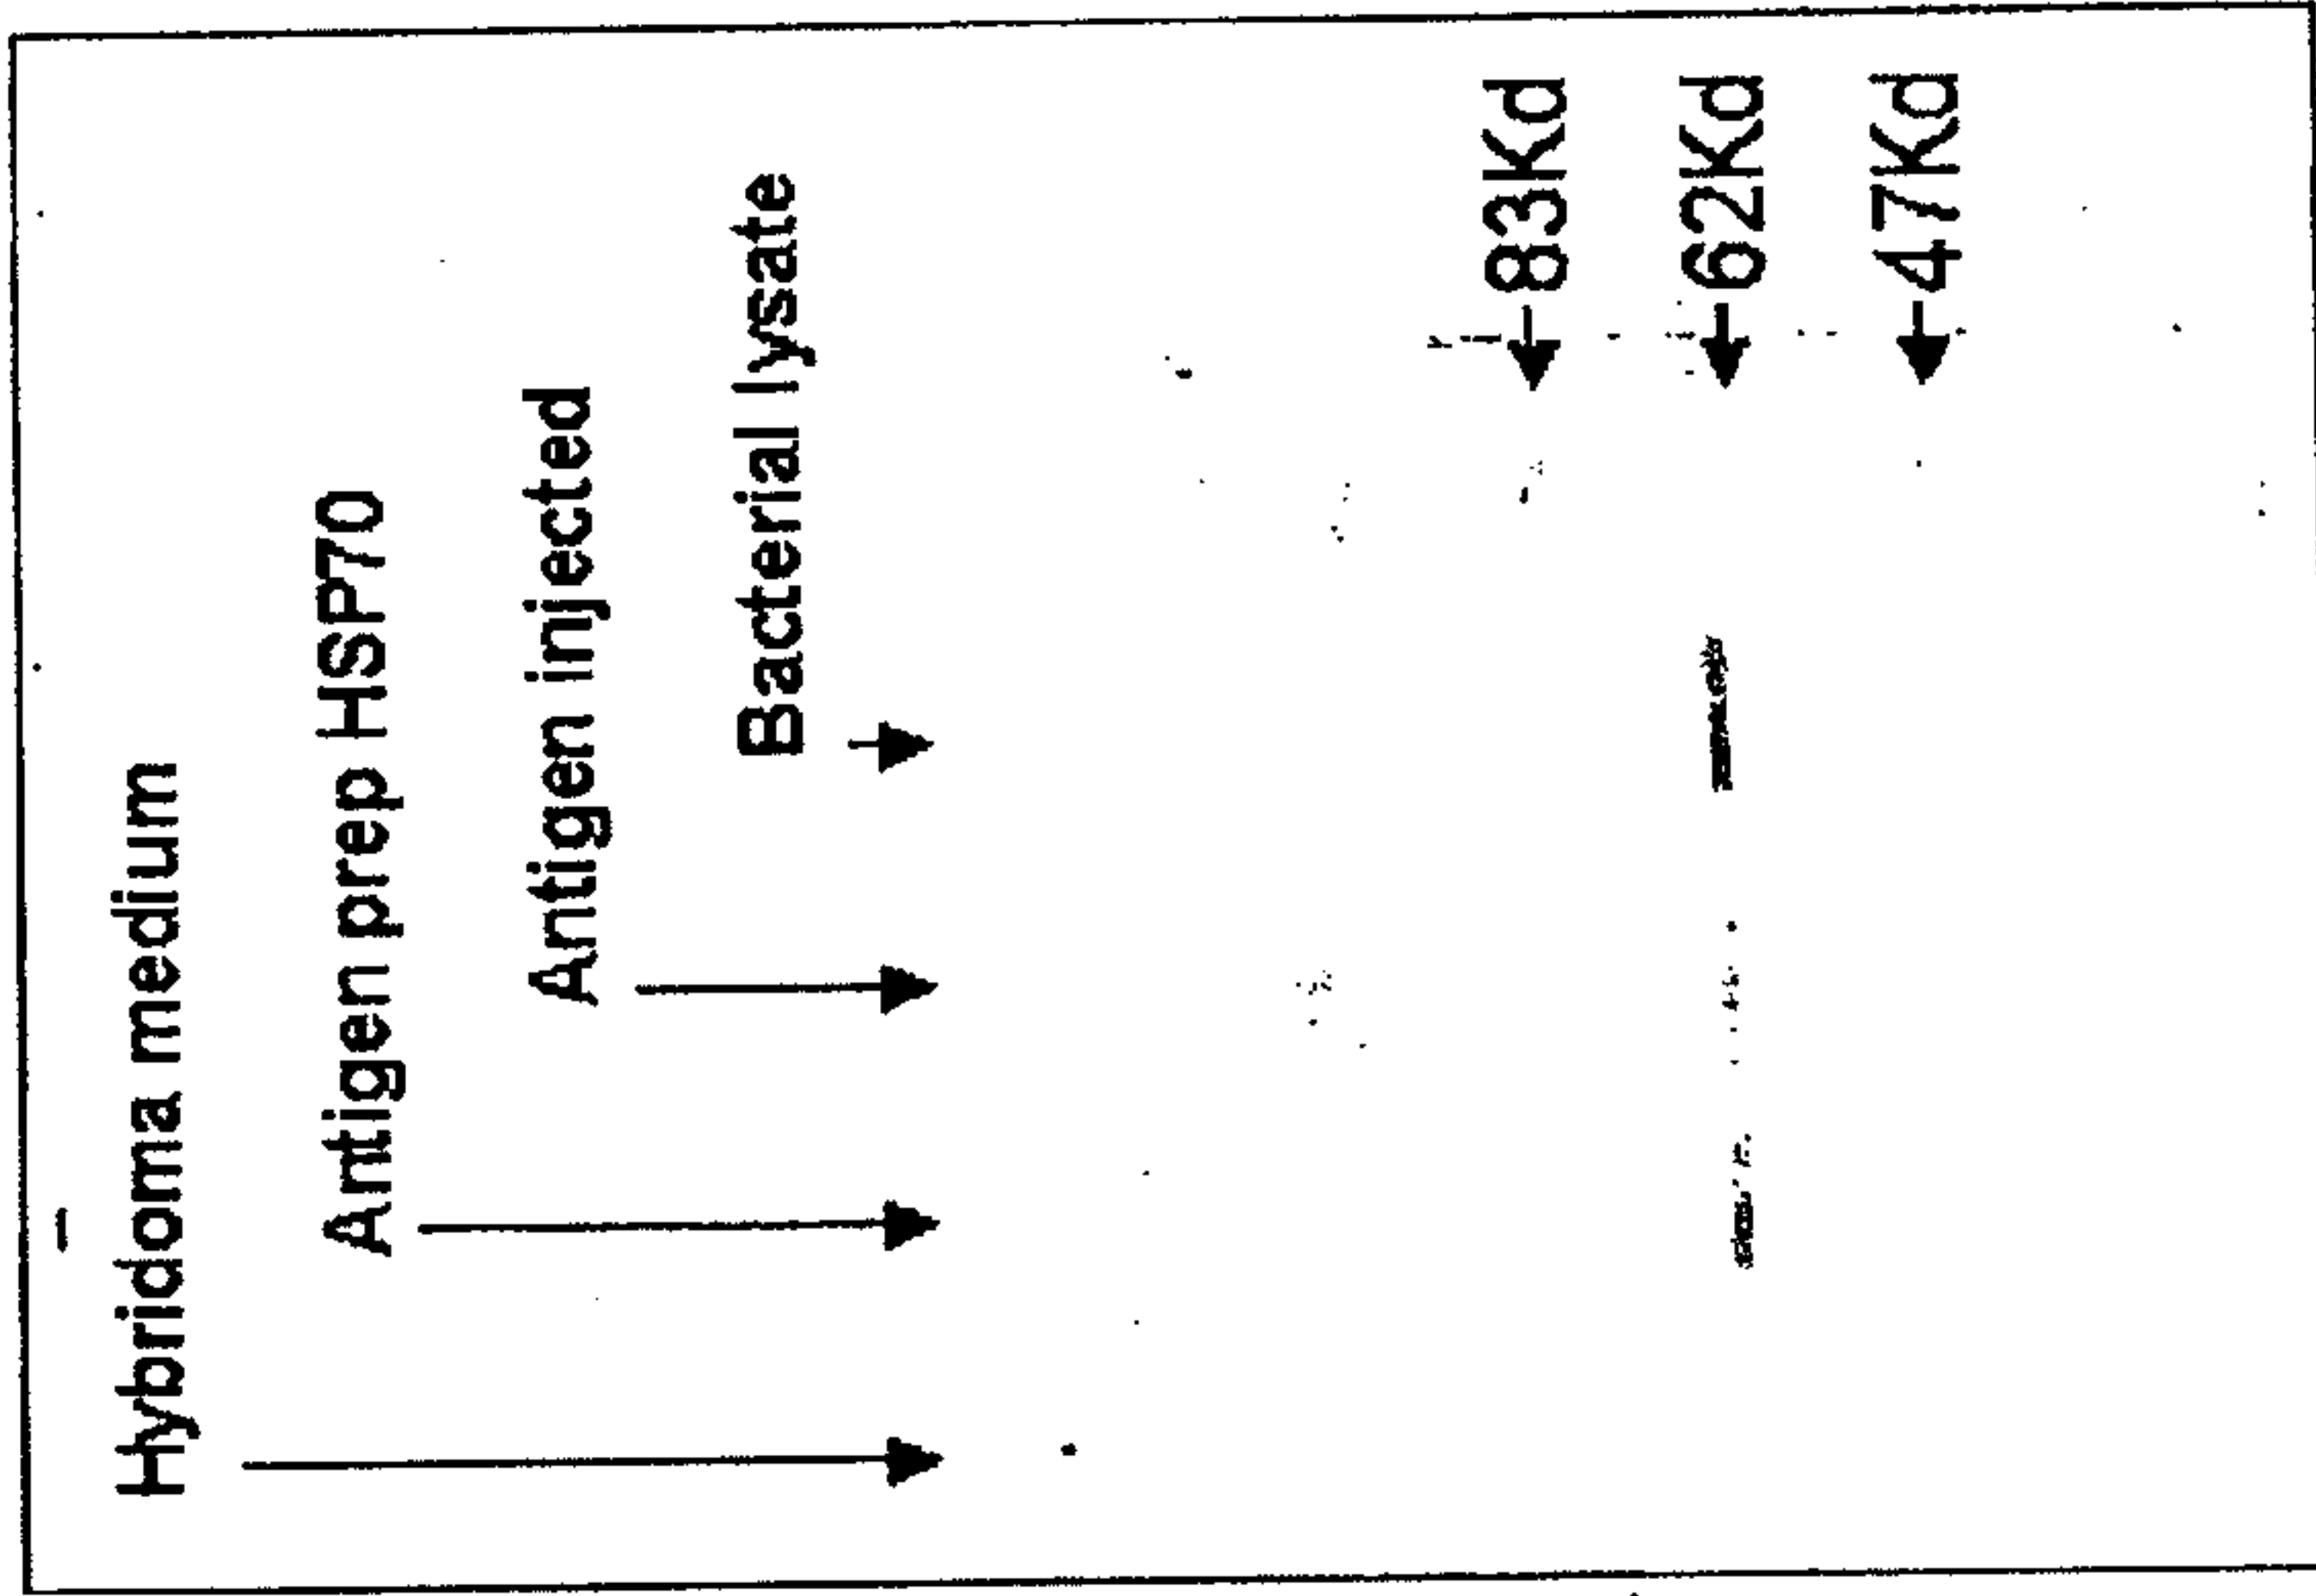 Hybridoma medium
Antigen prep HSP70
Antigen injected
Bacterial lysate
83Kd
62Kd
47Kd